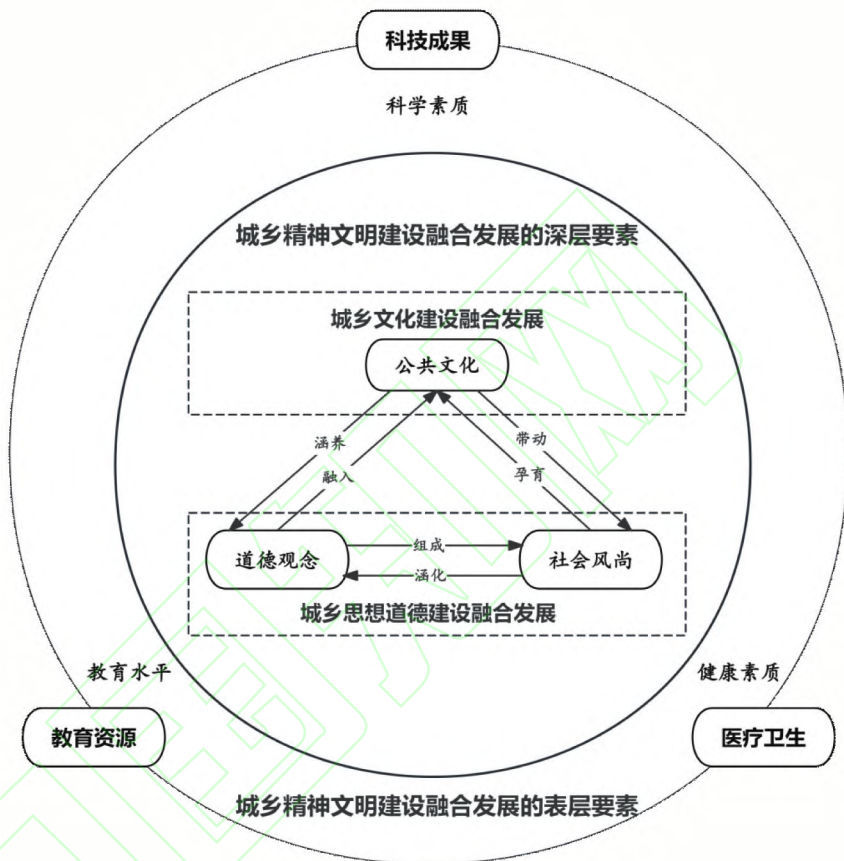 科技成果
科学素质
城乡精神文明建设融合发展的深层要素
城乡文化建设融合发展
公共文化
涵养
带动
融入
孕育
道德观念
组成
社会风尚
涵化
城乡思想道德建设融合发展
教育水平
健康素质
教育资源
医疗卫生
城乡精神文明建设融合发展的表层要素